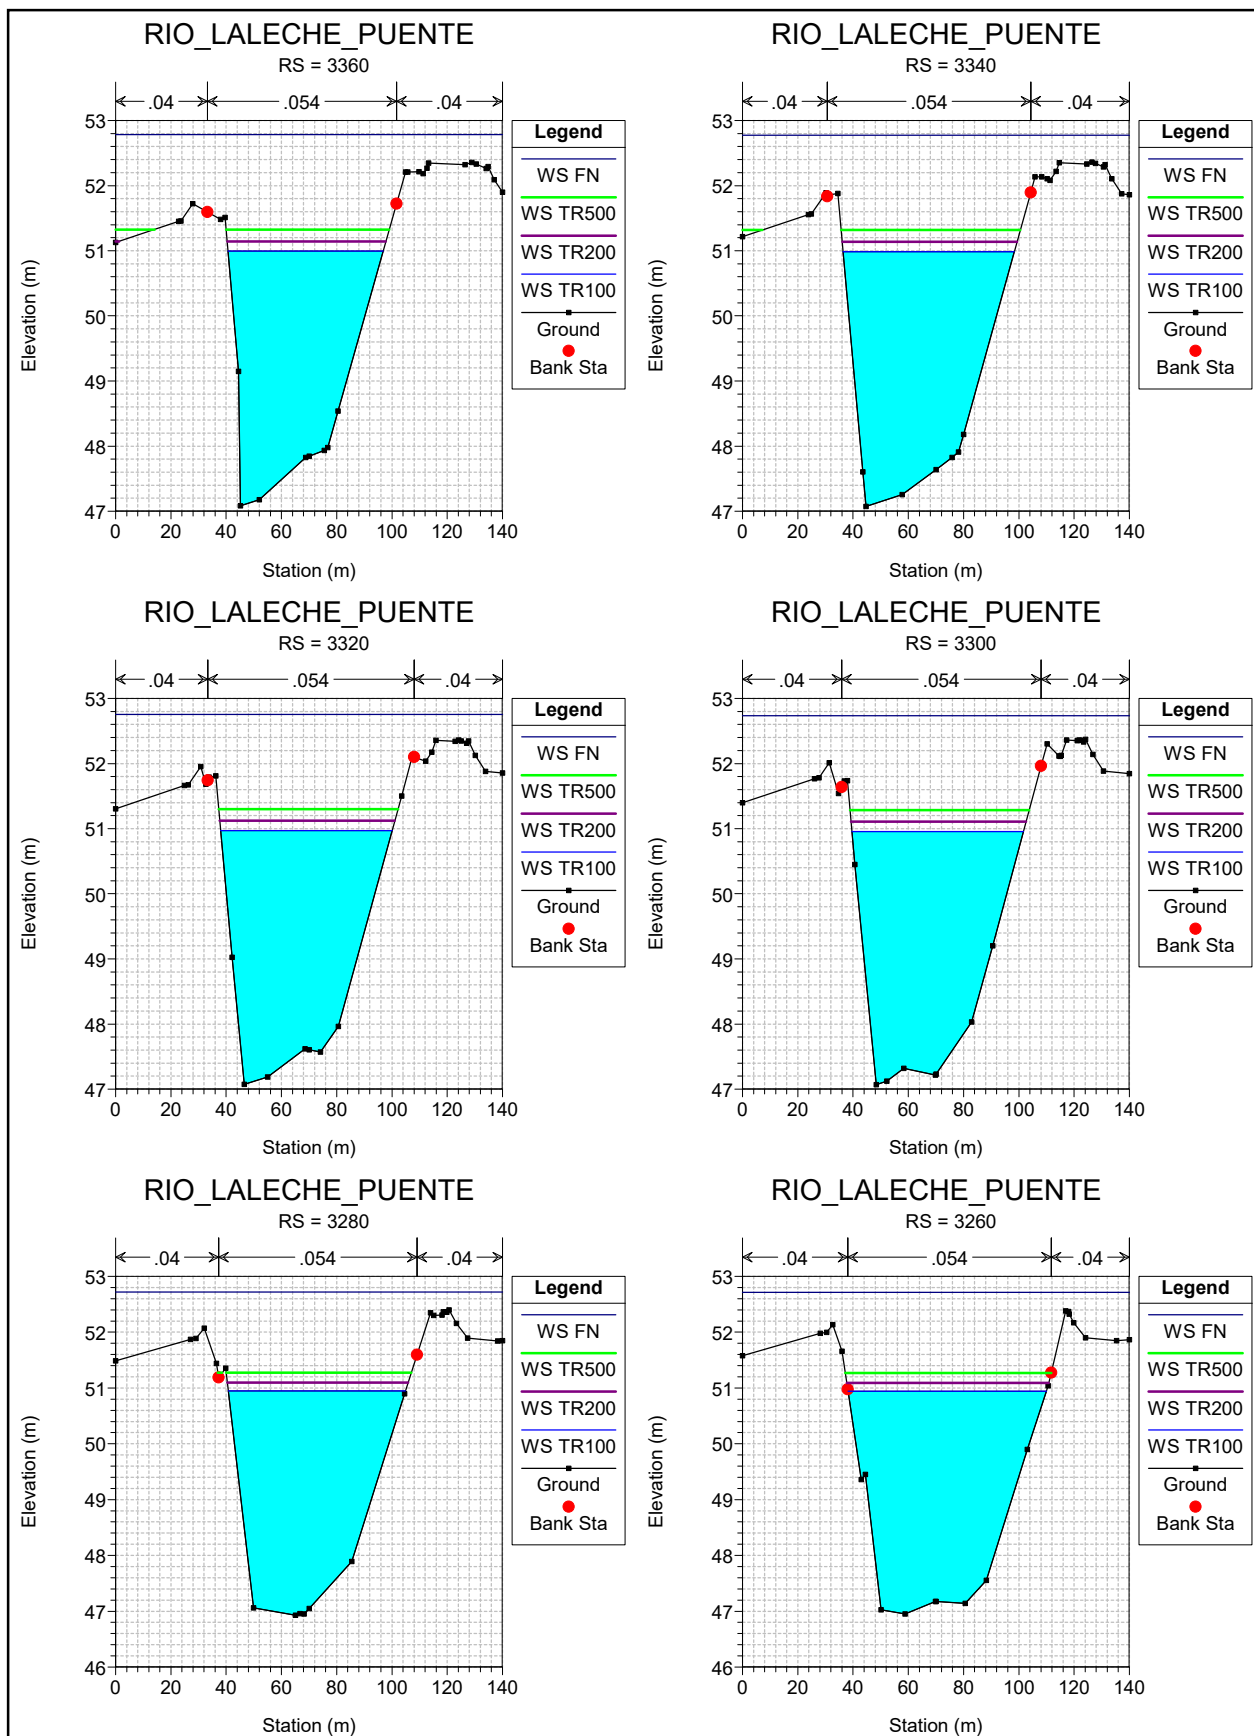 RIO_LALECHE_PUENTE
RS = 3360
.04 .054 .04
53
52
51
50
49
48
47
0 20 40 60 80 100 120 140
Elevation (m)
Station (m)
Legend
WS FN
WS TR500
WS TR200
WS TR100
Ground
Bank Sta
RIO_LALECHE_PUENTE
RS = 3340
.04 .054 .04
53
52
51
50
49
48
47
0 20 40 60 80 100 120 140
Elevation (m)
Station (m)
Legend
WS FN
WS TR500
WS TR200
WS TR100
Ground
Bank Sta
RIO_LALECHE_PUENTE
RS = 3320
.04 .054 .04
53
52
51
50
49
48
47
0 20 40 60 80 100 120 140
Elevation (m)
Station (m)
Legend
WS FN
WS TR500
WS TR200
WS TR100
Ground
Bank Sta
RIO_LALECHE_PUENTE
RS = 3300
.04 .054 .04
53
52
51
50
49
48
47
0 20 40 60 80 100 120 140
Elevation (m)
Station (m)
Legend
WS FN
WS TR500
WS TR200
WS TR100
Ground
Bank Sta
RIO_LALECHE_PUENTE
RS = 3280
.04 .054 .04
53
52
51
50
49
48
47
46
0 20 40 60 80 100 120 140
Elevation (m)
Station (m)
Legend
WS FN
WS TR500
WS TR200
WS TR100
Ground
Bank Sta
RIO_LALECHE_PUENTE
RS = 3260
.04 .054 .04
53
52
51
50
49
48
47
46
0 20 40 60 80 100 120 140
Elevation (m)
Station (m)
Legend
WS FN
WS TR500
WS TR200
WS TR100
Ground
Bank Sta